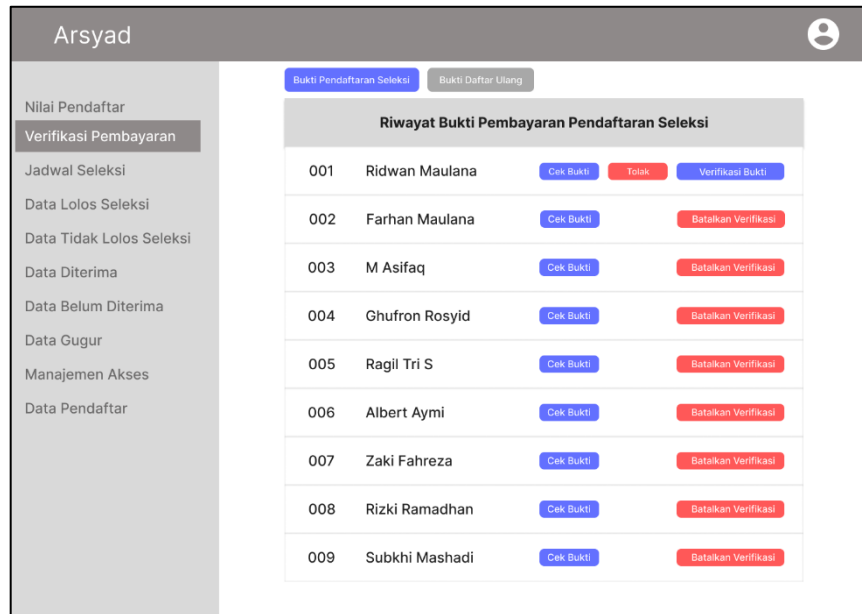 Arsyad
Nilai Pendaftar
Verifikasi Pembayaran
Jadwal Seleksi
Data Lolos Seleksi
Data Tidak Lolos Seleksi
Data Diterima
Data Belum Diterima
Data Gugur
Manajemen Akses
Data Pendaftar
Bukti Pendaftaran Seleksi Bukti Daftar Ulang
Riwayat Bukti Pembayaran Pendaftaran Seleksi
001 Ridwan Maulana Cek Bukti Tolak Verifikasi Bukti
002 Farhan Maulana Cek Bukti Batalkan Verifikasi
003 M Asifaq Cek Bukti Batalkan Verifikasi
004 Ghufron Rosyid Cek Bukti Batalkan Verifikasi
005 Ragil Tri S Cek Bukti Batalkan Verifikasi
006 Albert Aymi Cek Bukti Batalkan Verifikasi
007 Zaki Fahreza Cek Bukti Batalkan Verifikasi
008 Rizki Ramadhan Cek Bukti Batalkan Verifikasi
009 Subkhi Mashadi Cek Bukti Batalkan Verifikasi